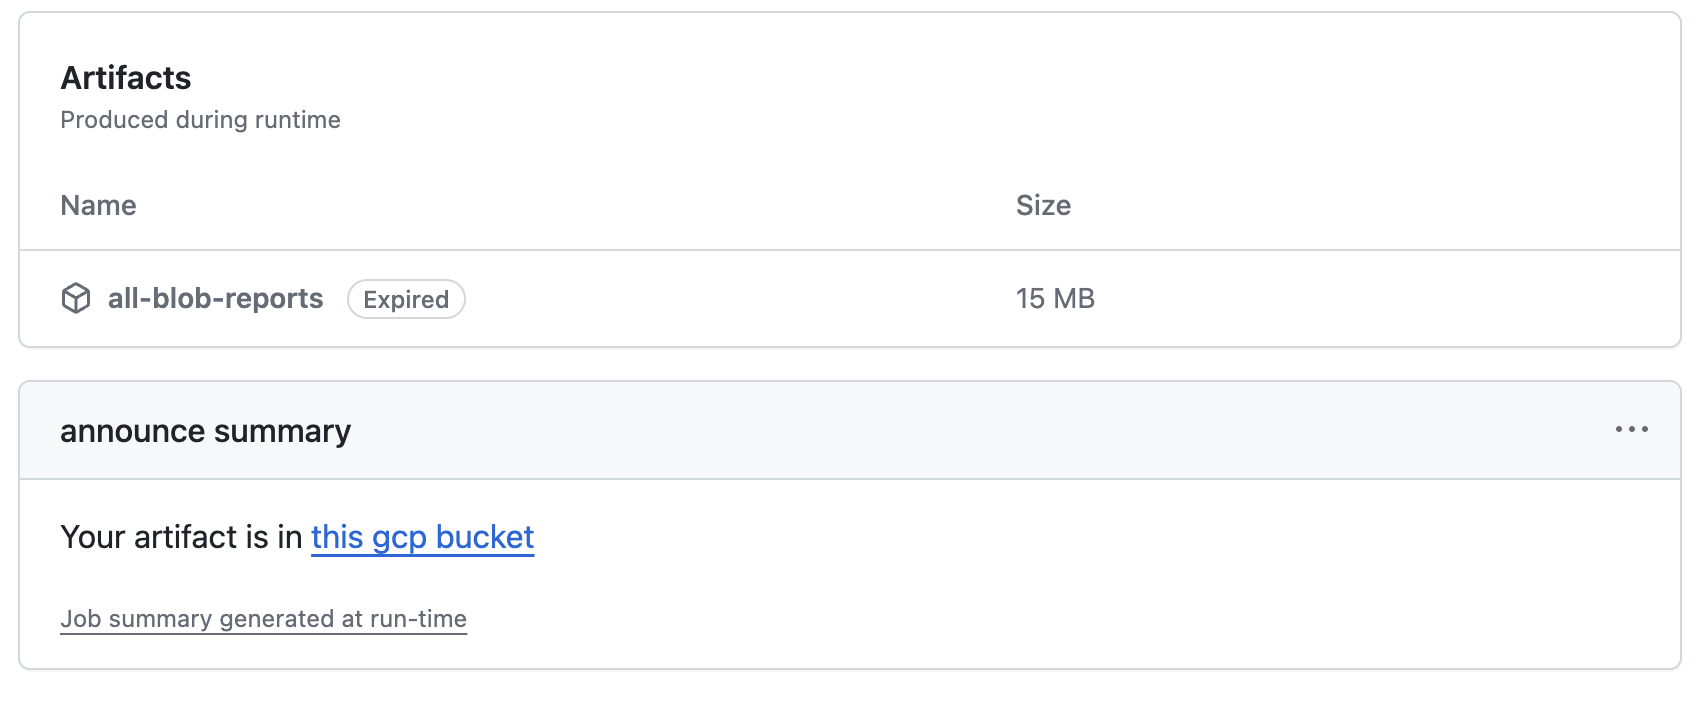 Artifacts
Produced during runtime
Name Size
all-blob-reports Expired 15 MB
announce summary
Your artifact is in this gcp bucket
Job summary generated at run-time